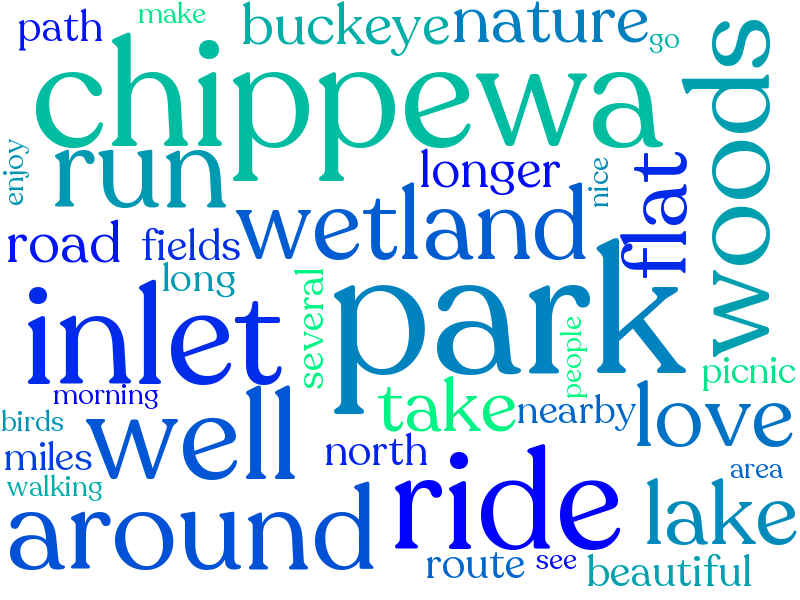 path
make
buckeye
nature
go
chippewa
woods
enjoy
run
longer
nice
flat
road
fields
wetland
long
inlet
several
park
people
picnic
morning
birds
well
take
nearby
love
miles
north
walking
around
ride
area
lake
route
see
beautiful